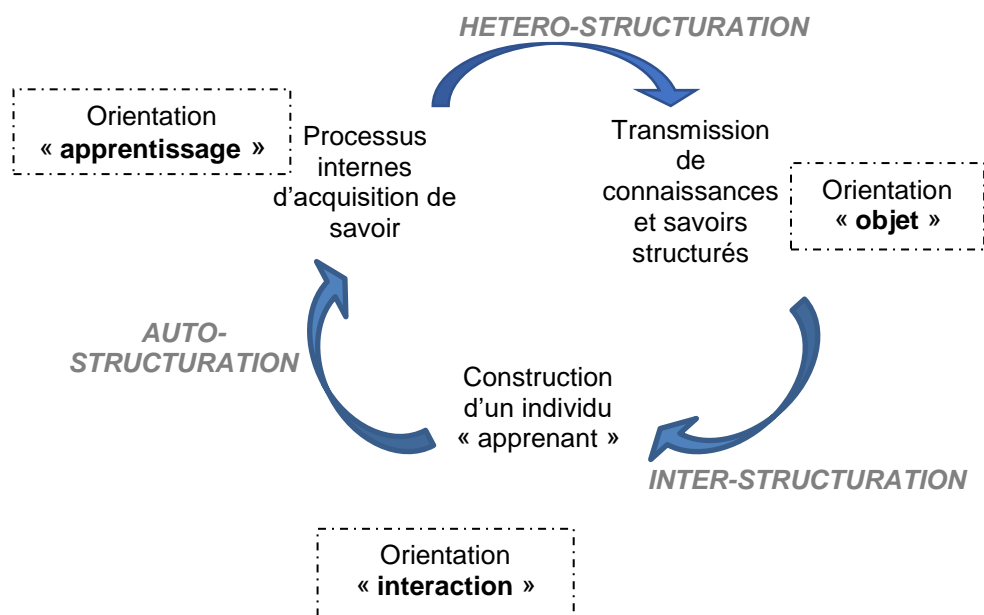 HETERO-STRUCTURATION
Orientation
« apprentissage »
Processus
internes
d'acquisition de
savoir
Transmission
de
connaissances
et savoirs
structurés
Orientation
« objet »
AUTO-
STRUCTURATION
Construction
d'un individu
« apprenant »
INTER-STRUCTURATION
Orientation
« interaction »